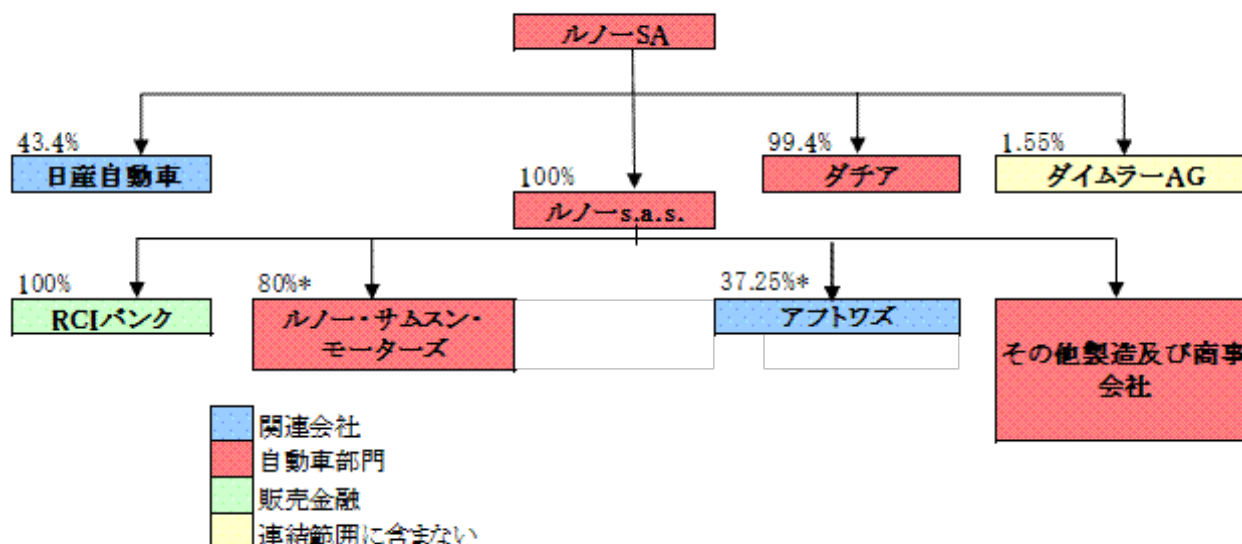 ルノーSA
43.4%
日産自動車
100%
ルノーs.a.s.
99.4%
ダチア
1.55%
ダイムラーAG
100%
RCIバンク
80%*
ルノー・サムスン・
モーターズ
37.25%*
アフトワズ
その他製造及び商事
会社
関連会社
自動車部門
販売金融
連結範囲に含まない